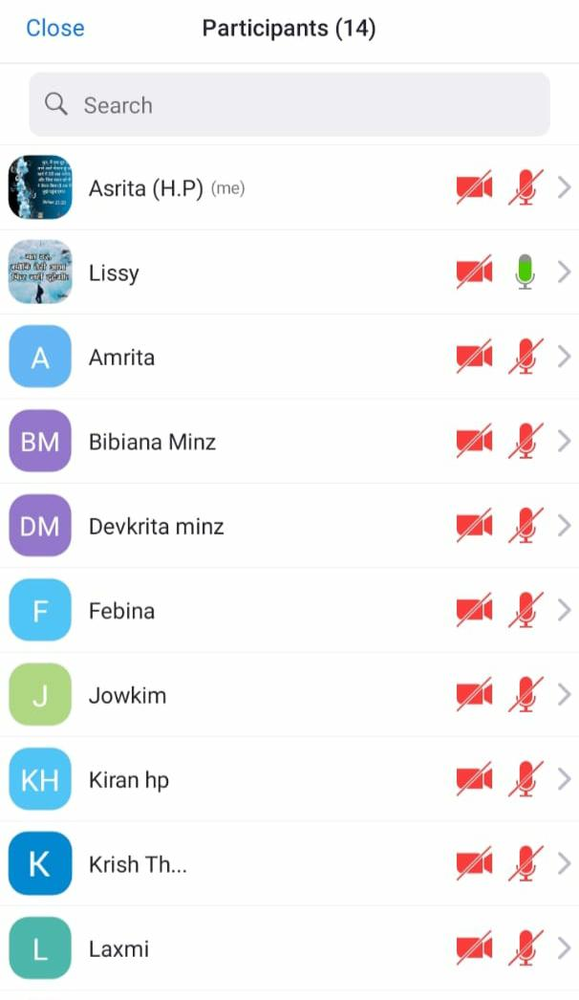 Close
Participants (14)
Search
Asrita (H.P) (me)
Lissy
A
Amrita
BM
Bibiana Minz
DM
Devkrita minz
F
Febina
J
Jowkim
KH
Kiran hp
K
Krish Th...
L
Laxmi